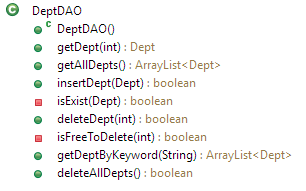 DeptDAO
DeptDAO()
getDept(int) : Dept
getAllDepts() : ArrayList<Dept>
insertDept(Dept) : boolean
isExist(Dept) : boolean
deleteDept(int) : boolean
isFreeToDelete(int) : boolean
getDeptByKeyword(String) : ArrayList<Dept>
deleteAllDepts() : boolean